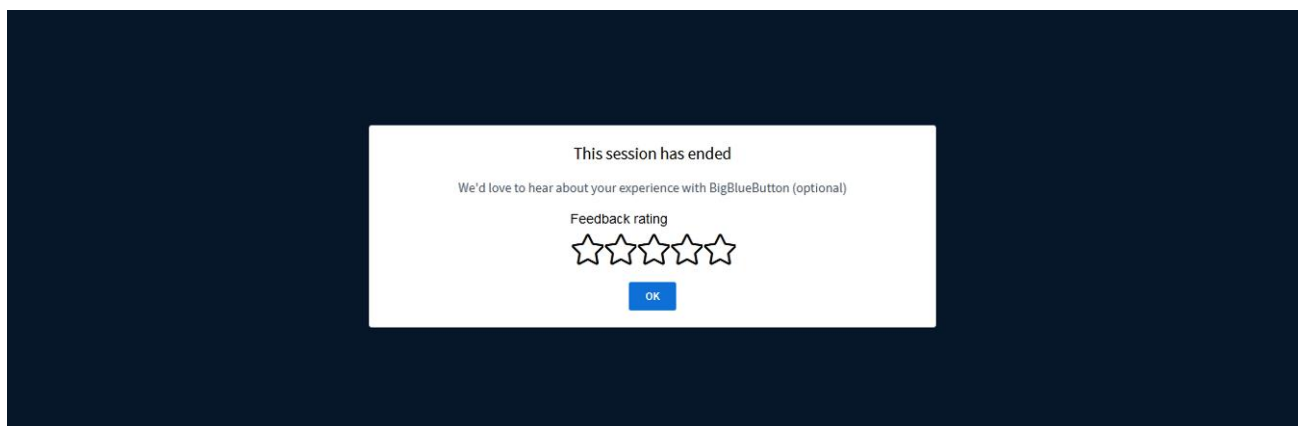 This session has ended
We'd love to hear about your experience with BigBlueButton (optional)
Feedback rating
OK